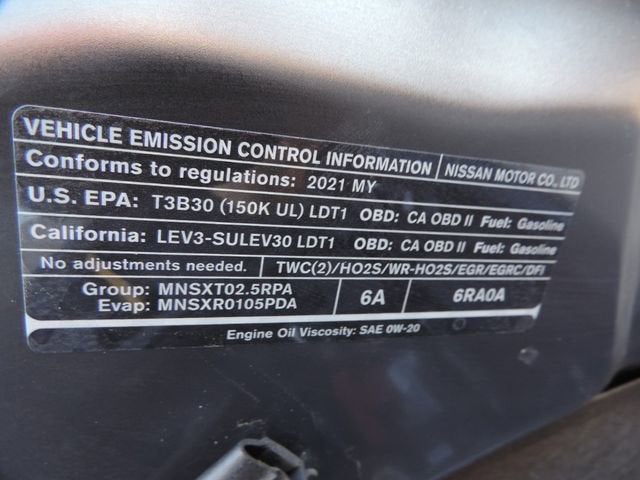 VEHICLE EMISSION CONTROL INFORMATION NISSAN MOTOR CO., LTD
Conforms to regulations: 2021 MY
U.S. EPA: T3B30 (150K UL) LDT1 OBD: CA OBD II Fuel: Gasoline
California: LEV3-SULEV30 LDT1 OBD: CA OBD II Fuel: Gasoline
No adjustments needed. TWC(2)/HO2S/WR-HO2S/EGR/EGRC/DFI
Group: MNSXT02.5RPA
Evap: MNSXR0105PDA 6A 6RA0A
Engine Oil Viscosity: SAE 0W-20